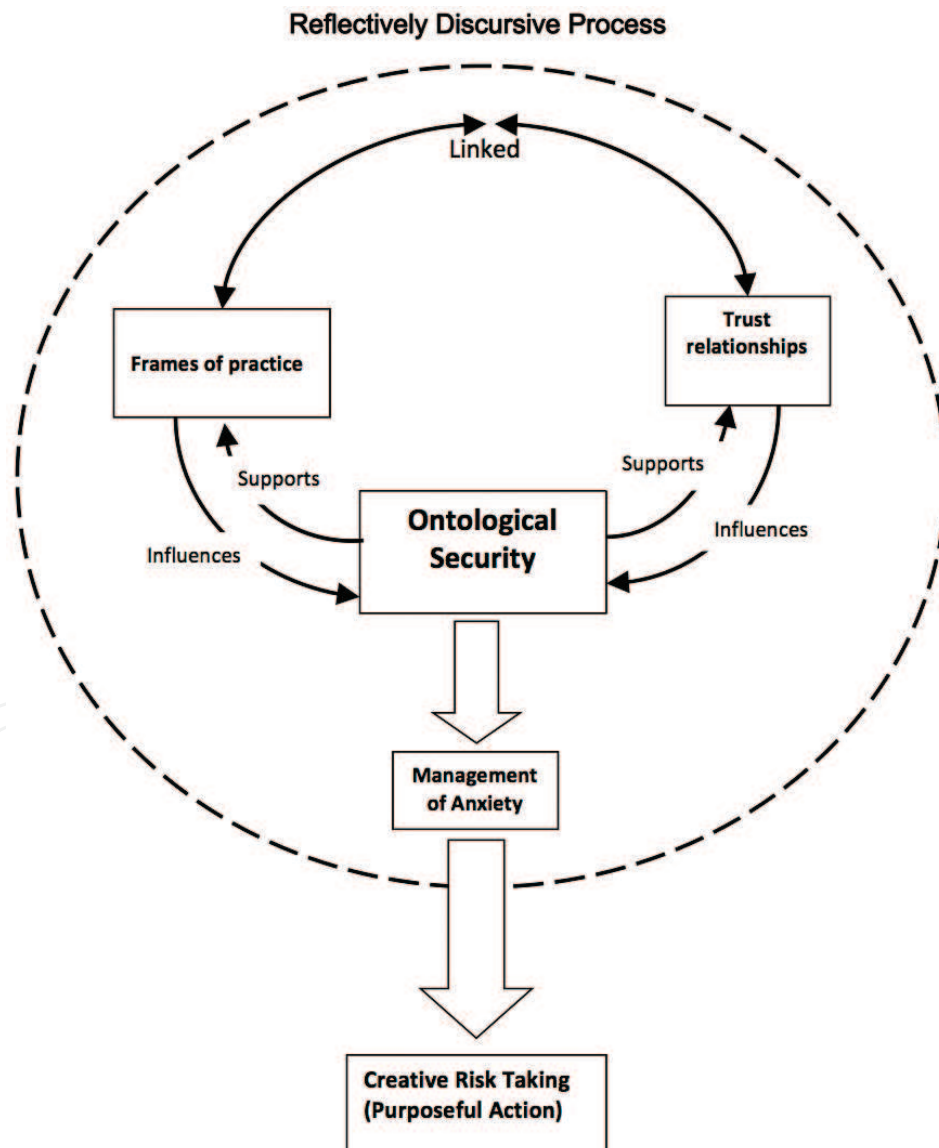 Reflectively Discursive Process
Linked
Frames of practice
Trust
relationships
Supports
Supports
Influences
Influences
Ontological
Security
Management
of Anxiety
Creative Risk Taking
(Purposeful Action)